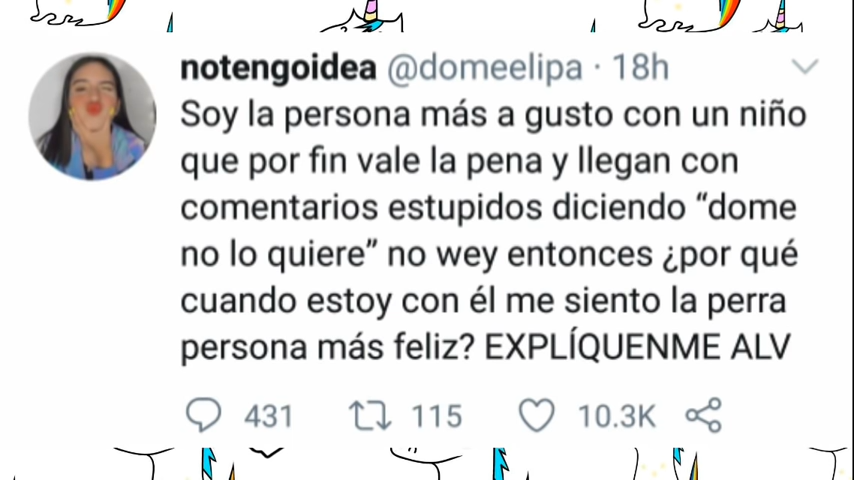 notengoidea @domeelipa · 18h
Soy la persona más a gusto con un niño
que por fin vale la pena y llegan con
comentarios estupidos diciendo “dome
no lo quiere” no wey entonces ¿por qué
cuando estoy con él me siento la perra
persona más feliz? EXPLÍQUENME ALV
431 115 10.3K